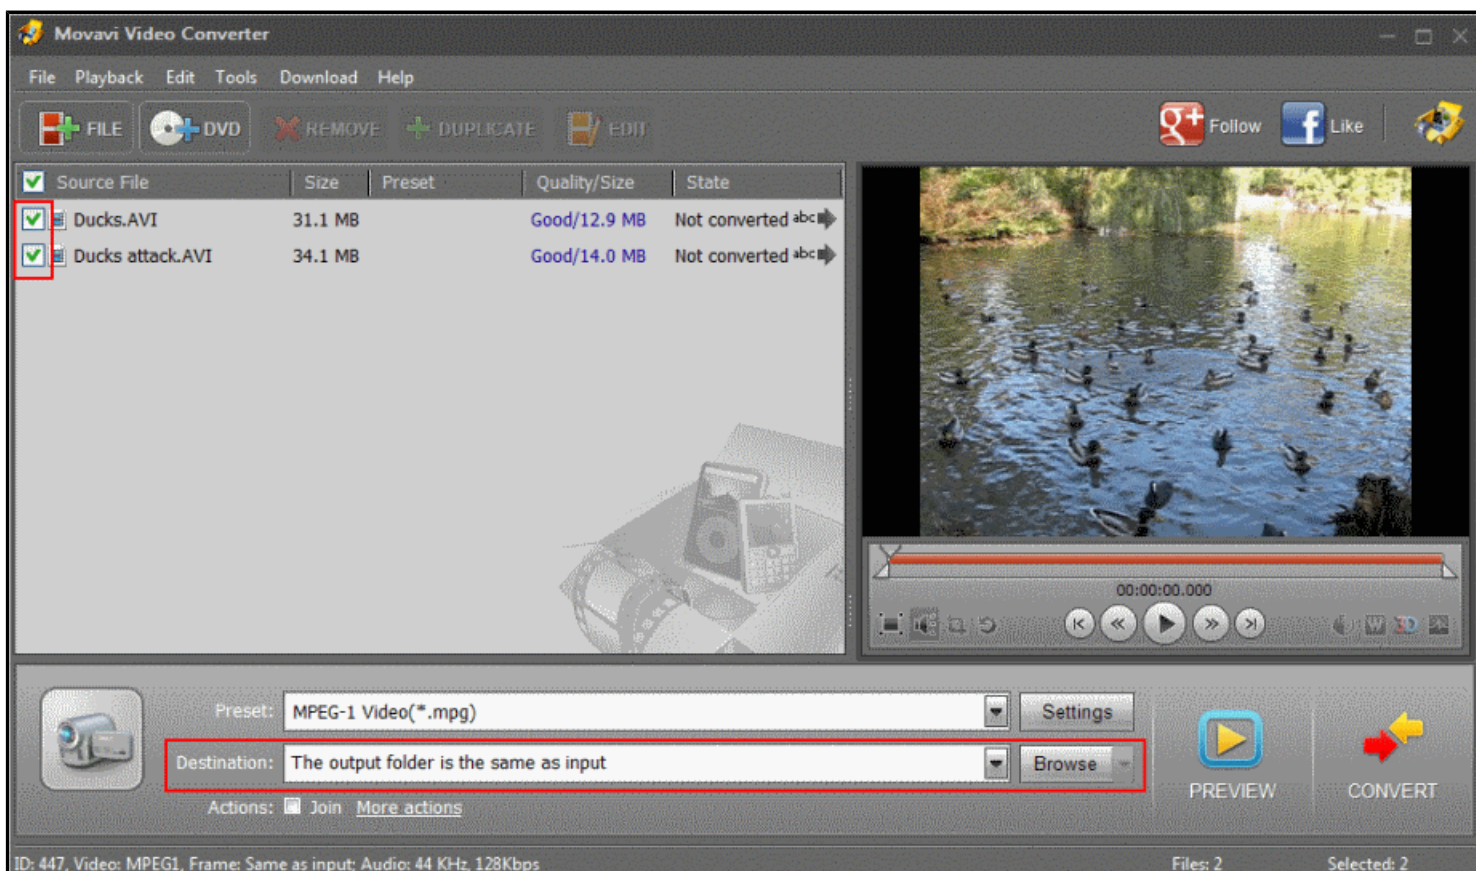 Movavi Video Converter
File Playback Edit Tools Download Help
FILE DVD REMOVE DUPLICATE EDIT Follow Like
Source File Size Preset Quality/Size State
Ducks.AVI 31.1 MB Good/12.9 MB Not converted abc
Ducks attack.AVI 34.1 MB Good/14.0 MB Not converted abc
00:00:00.000
W 3D
Preset: MPEG-1 Video(*.mpg) Settings
Destination: The output folder is the same as input Browse
PREVIEW CONVERT
Actions: Join More actions
ID: 447, Video: MPEG1, Frame: Same as input; Audio: 44 KHz, 128Kbps Files: 2 Selected: 2